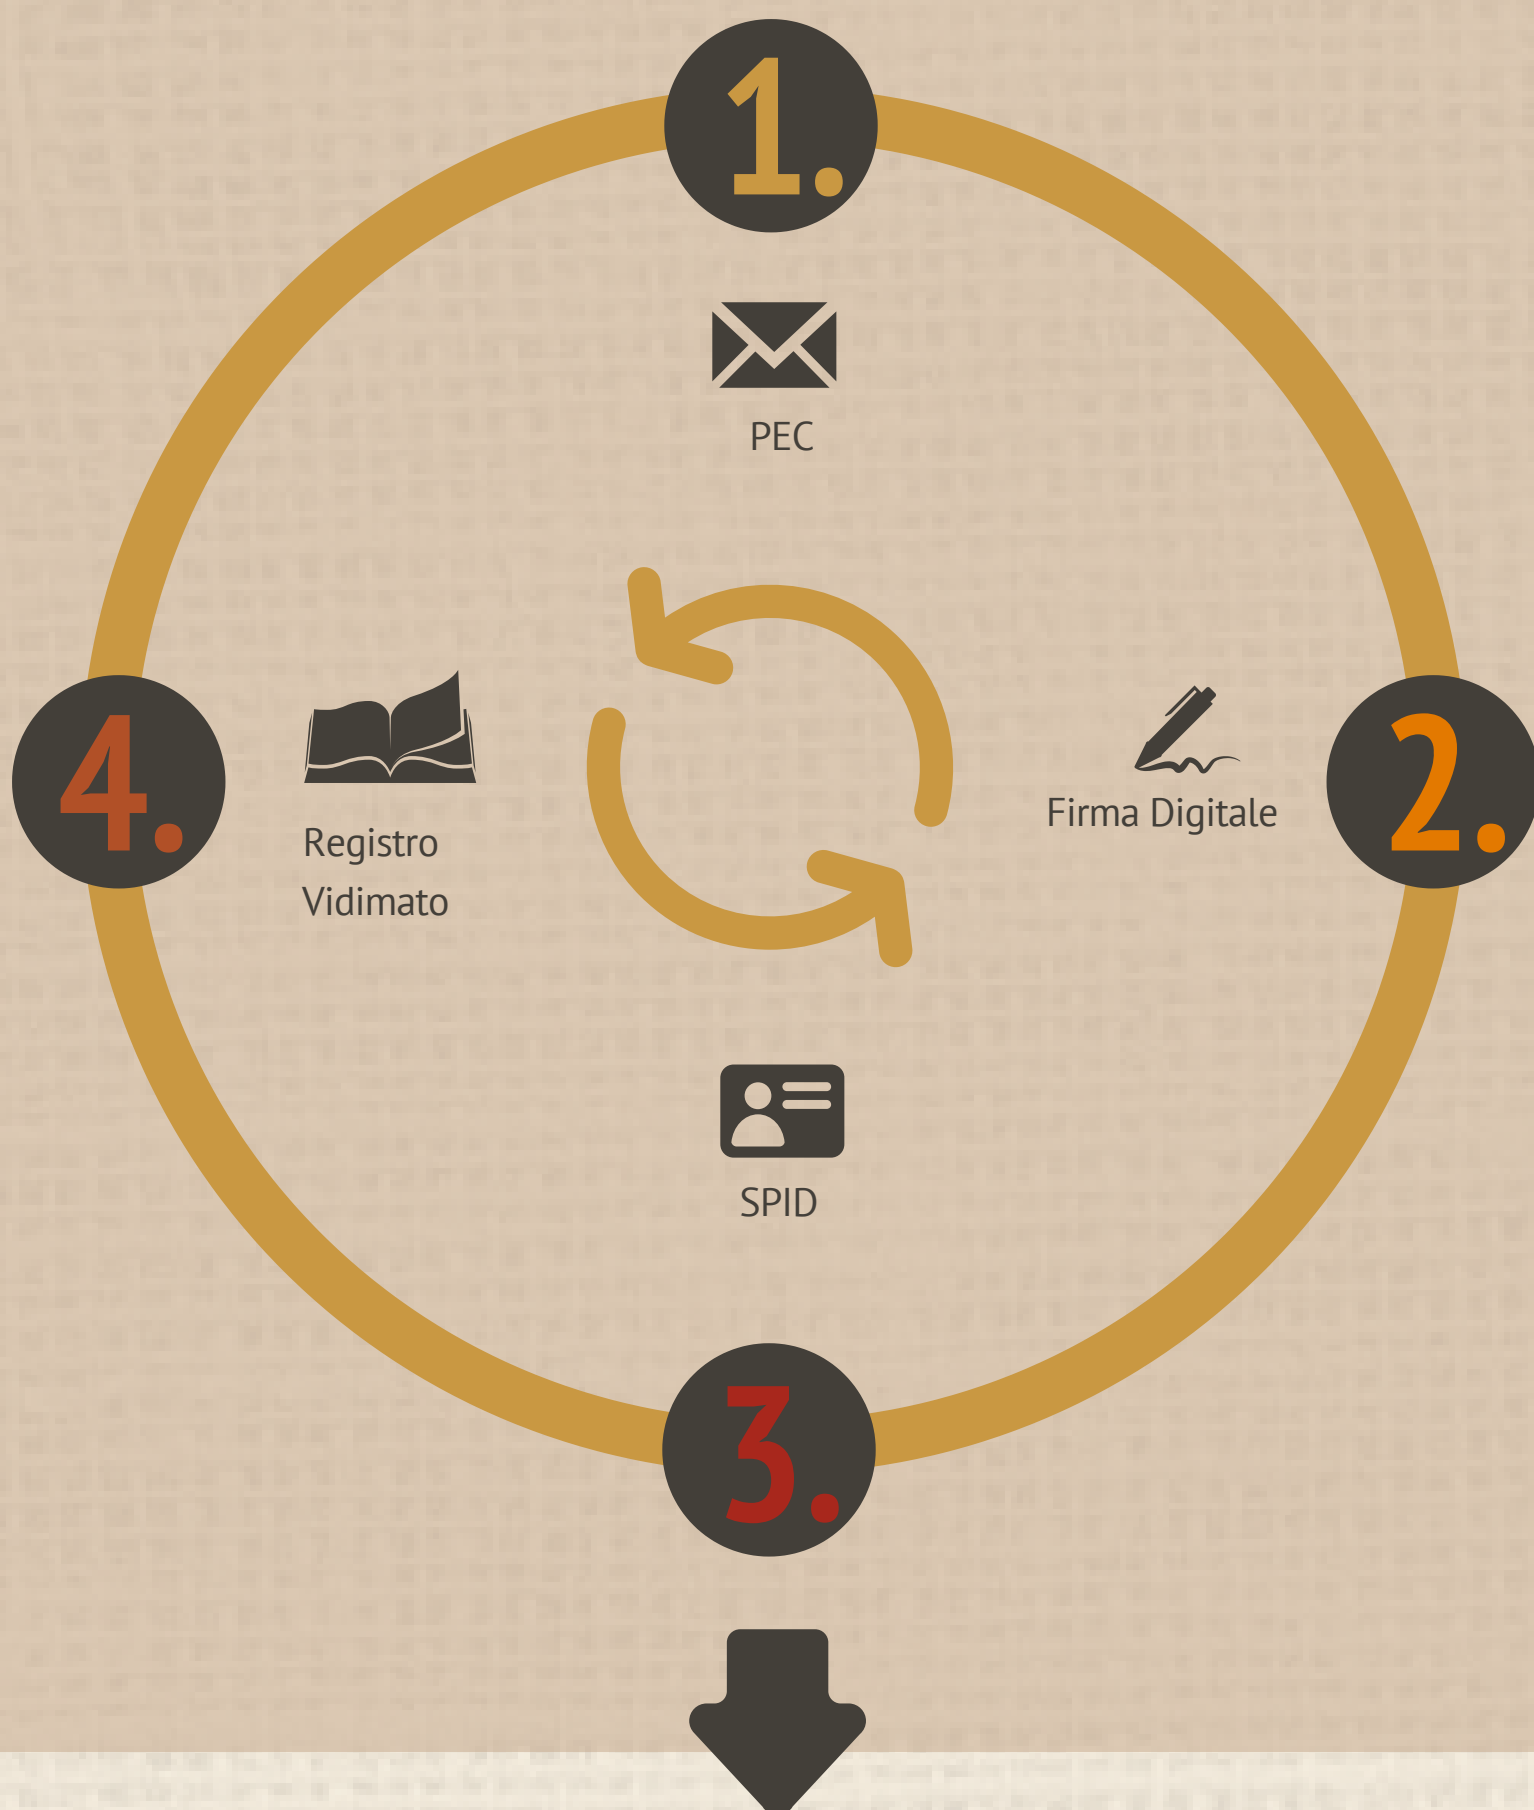 1.
PEC
2.
Firma Digitale
3.
SPID
4.
Registro
Vidimato